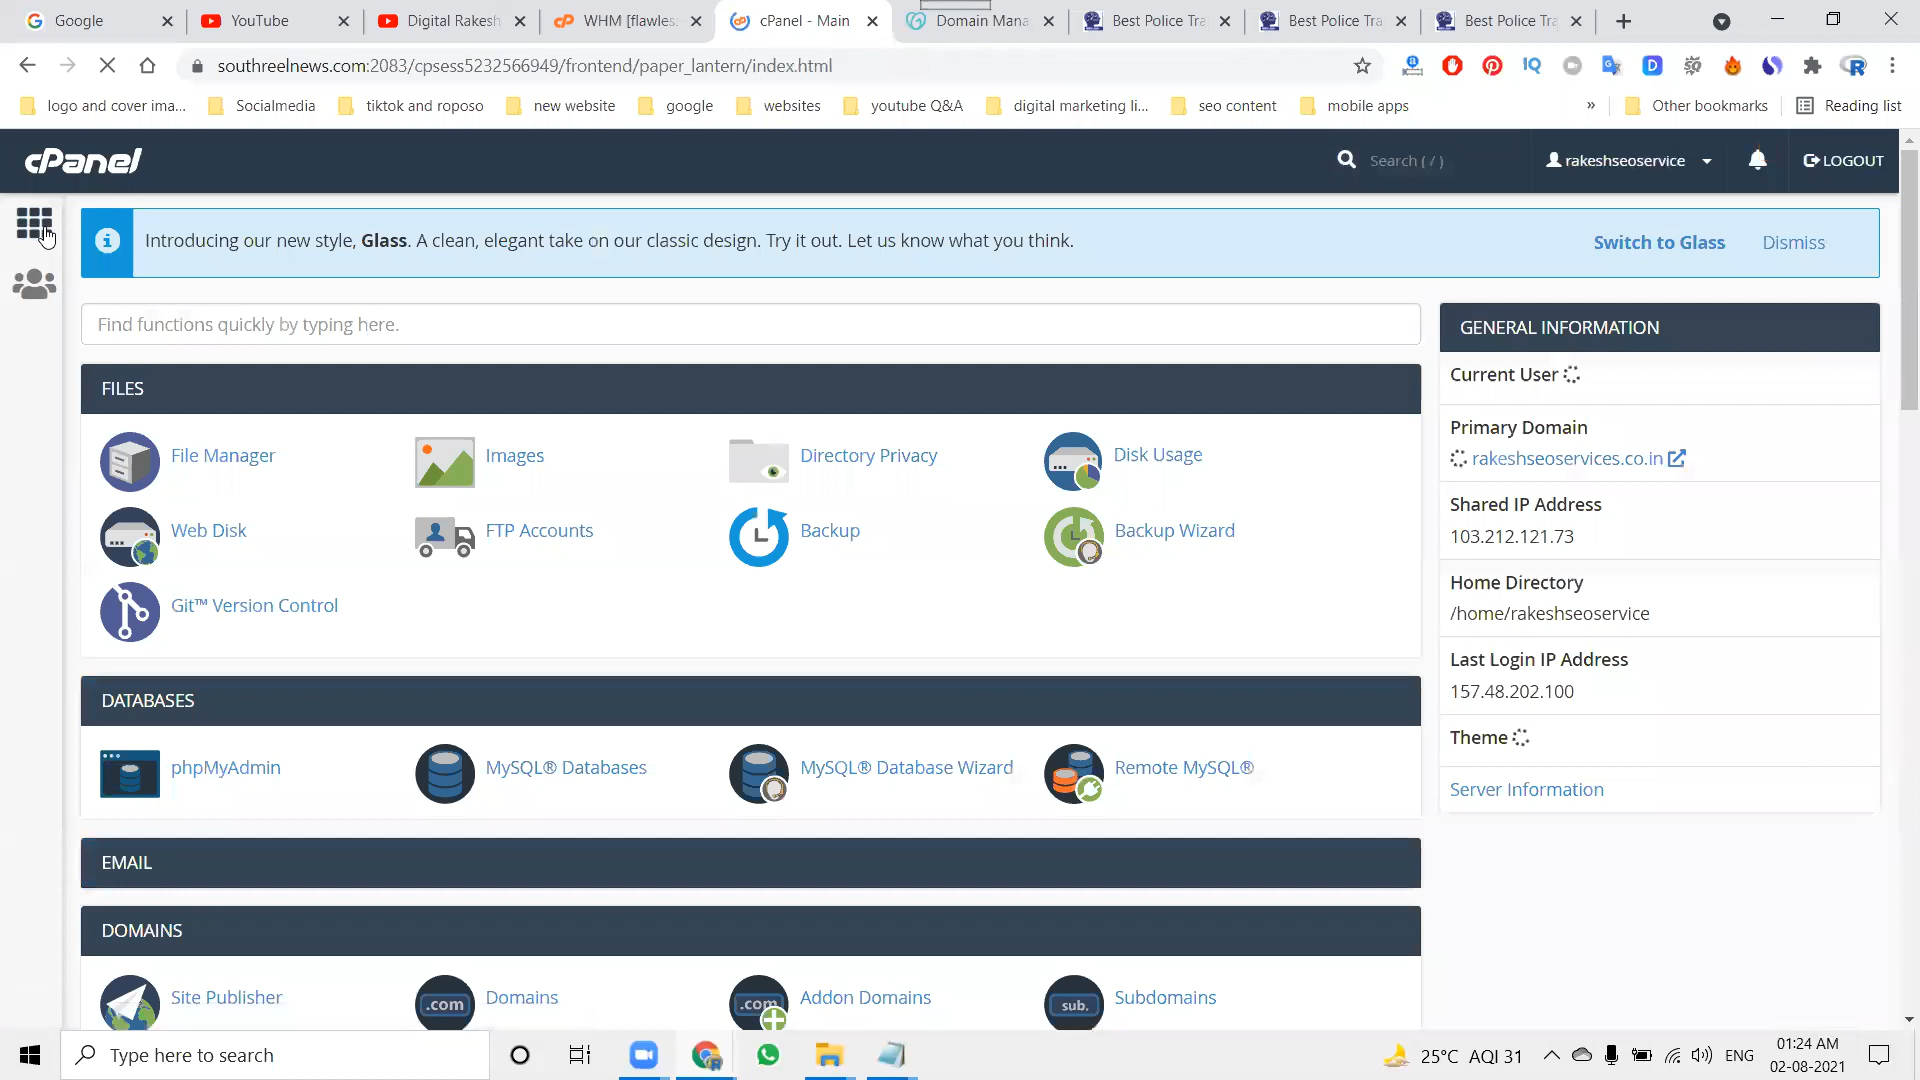 Google
YouTube
Digital Rakesh
WHM [flawles
cPanel - Main
Domain Mana
Best Police Tra
Best Police Tra
Best Police Tra
southreelnews.com:2083/cpsess5232566949/frontend/paper_lantern/index.html
logo and cover ima...
Socialmedia
tiktok and roposo
new website
google
websites
youtube Q&A
digital marketing li...
seo content
mobile apps
»
Other bookmarks
Reading list
cPanel
Search ( / )
rakeshseoservice
LOGOUT
Introducing our new style, Glass. A clean, elegant take on our classic design. Try it out. Let us know what you think.
Switch to Glass
Dismiss
Find functions quickly by typing here.
FILES
File Manager
Images
Directory Privacy
Disk Usage
Web Disk
FTP Accounts
Backup
Backup Wizard
Git™ Version Control
DATABASES
phpMyAdmin
MySQL® Databases
MySQL® Database Wizard
Remote MySQL®
EMAIL
DOMAINS
.com
.com
sub.
Site Publisher
Domains
Addon Domains
Subdomains
GENERAL INFORMATION
Current User
Primary Domain
rakeshseoservices.co.in
Shared IP Address
103.212.121.73
Home Directory
/home/rakeshseoservice
Last Login IP Address
157.48.202.100
Theme
Server Information
Type here to search
25°C AQI 31
ENG
01:24 AM
02-08-2021